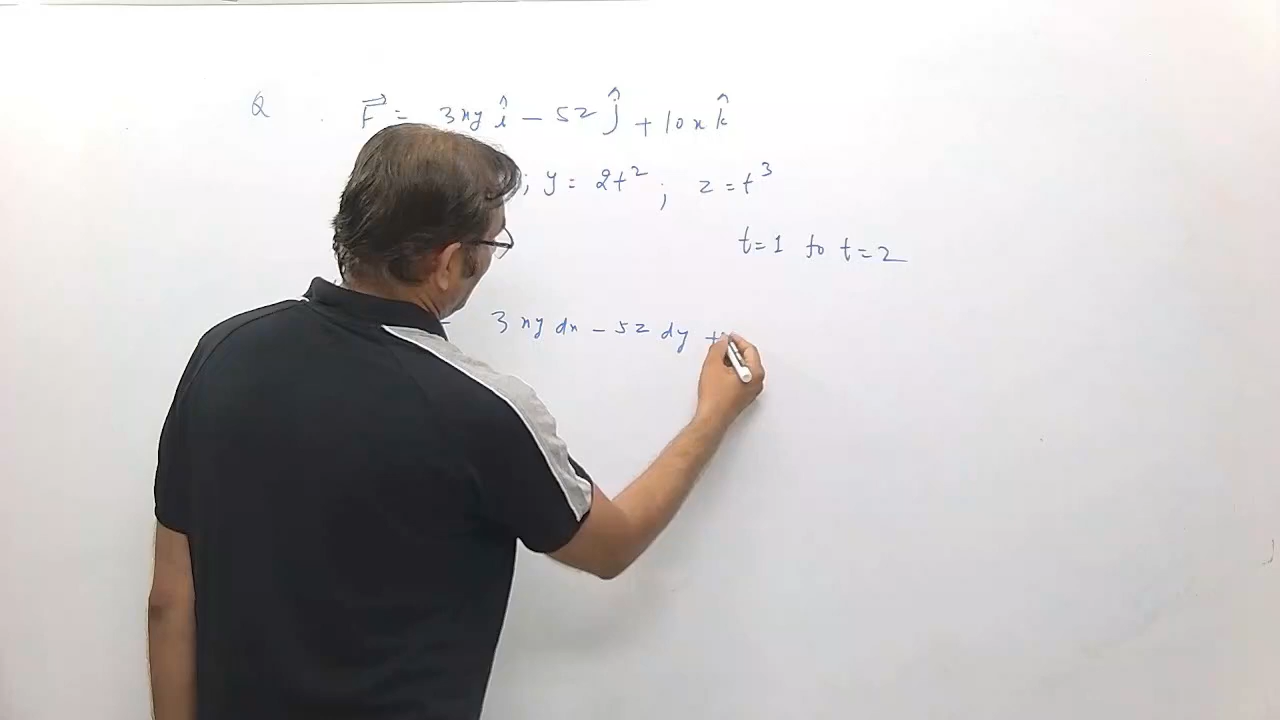 Q F⃗ = 3xy î − 5z ĵ + 10x k̂
; y = 2t² ; z = t³
t=1 to t=2
3 xy dx − 5z dy +